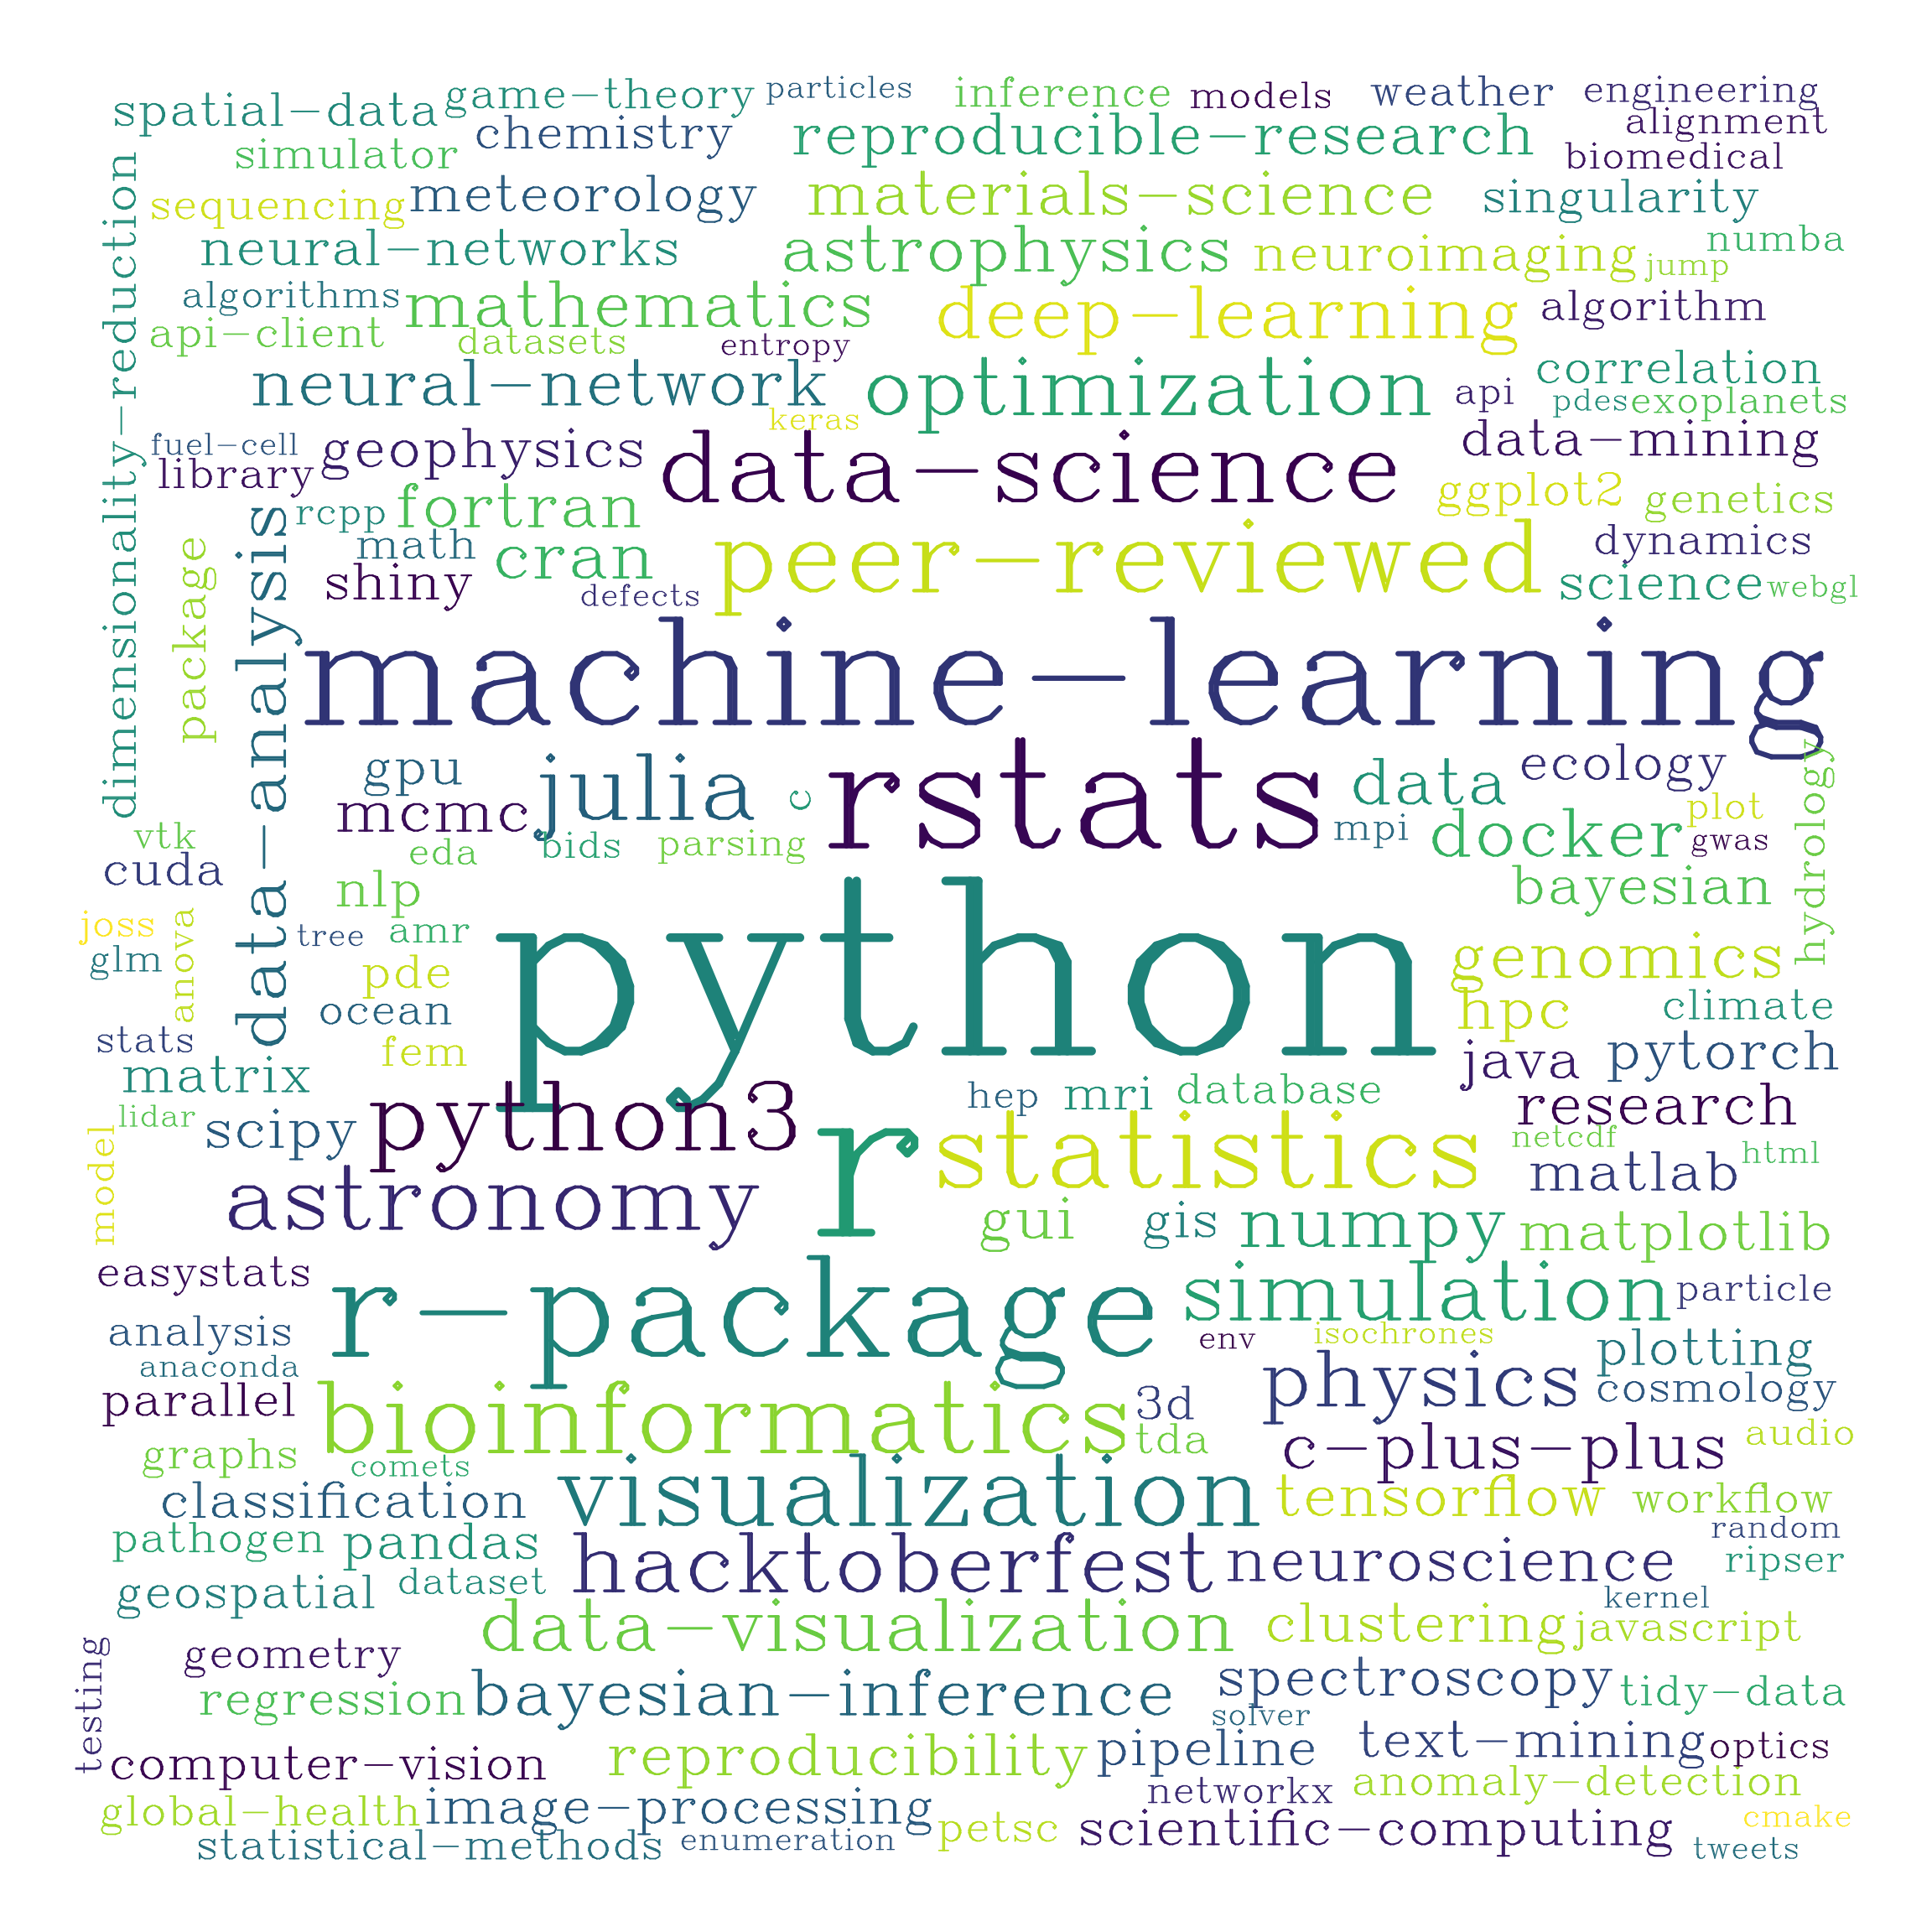 spatial-data game-theory particles inference models weather engineering
simulator chemistry reproducible-research alignment
biomedical
sequencing meteorology materials-science singularity
neural-networks astrophysics neuroimaging jump numba
algorithms mathematics deep-learning algorithm
api-client datasets entropy
dimensionality-reduction
neural-network optimization correlation
keras api pdes exoplanets
fuel-cell geophysics data-science data-mining
library
rcpp fortran ggplot2 genetics
data-analysis
package
math cran peer-reviewed dynamics
shiny defects science webgl
machine-learning
gpu julia c rstats data ecology
hydrology
mcmc mpi docker plot
vtk eda bids parsing gwas
cuda nlp python bayesian
joss anova tree amr genomics
glm pde
ocean hpc climate
stats fem java pytorch
matrix python3 hep mri database research
lidar scipy r statistics netcdf
model
matlab html
astronomy gui gis numpy matplotlib
easystats r-package simulation particle
analysis env isochrones plotting
anaconda physics cosmology
parallel bioinformatics 3d
graphs comets tda c-plus-plus audio
classification visualization tensorflow workflow
pathogen pandas hacktoberfest neuroscience random
ripser
geospatial dataset kernel
data-visualization clustering javascript
testing
geometry
regression bayesian-inference spectroscopy tidy-data
solver
computer-vision reproducibility pipeline text-mining optics
networkx anomaly-detection
global-health image-processing petsc scientific-computing cmake
statistical-methods enumeration tweets